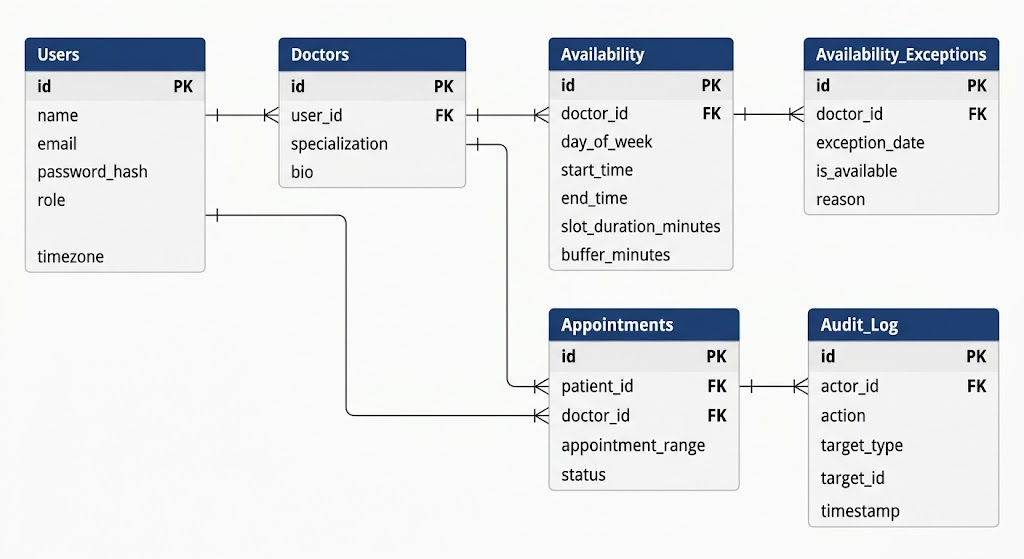 Users
id PK
name
email
password_hash
role
timezone
Doctors
id PK
user_id FK
specialization
bio
Availability
id PK
doctor_id FK
day_of_week
start_time
end_time
slot_duration_minutes
buffer_minutes
Availability_Exceptions
id PK
doctor_id FK
exception_date
is_available
reason
Appointments
id PK
patient_id FK
doctor_id FK
appointment_range
status
Audit_Log
id PK
actor_id FK
action
target_type
target_id
timestamp